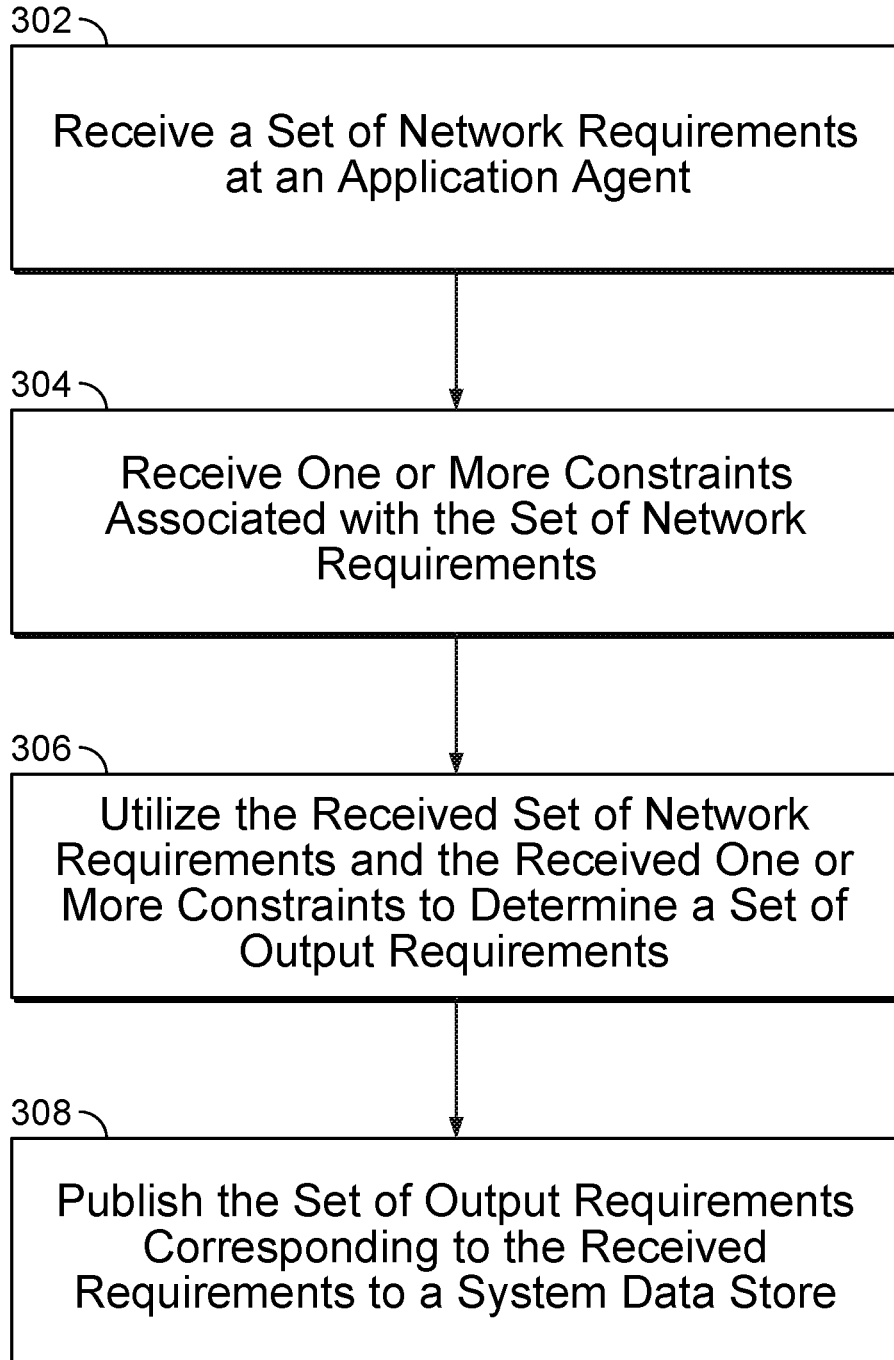 302
Receive a Set of Network Requirements
at an Application Agent
304
Receive One or More Constraints
Associated with the Set of Network
Requirements
306
Utilize the Received Set of Network
Requirements and the Received One or
More Constraints to Determine a Set of
Output Requirements
308
Publish the Set of Output Requirements
Corresponding to the Received
Requirements to a System Data Store